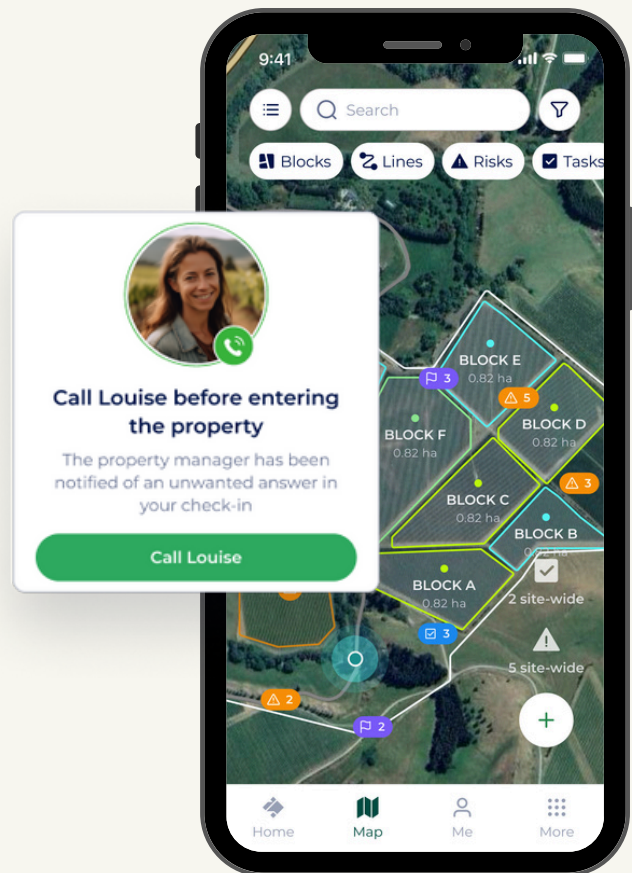 9:41
Search
Blocks
Lines
Risks
Tasks
Call Louise before entering
the property
The property manager has been
notified of an unwanted answer in
your check-in
Call Louise
BLOCK E
0.82 ha
3
5
BLOCK D
0.82 ha
BLOCK F
0.82 ha
3
BLOCK C
0.82 ha
BLOCK B
0.82 ha
BLOCK A
0.82 ha
2 site-wide
3
5 site-wide
2
2
Home
Map
Me
More